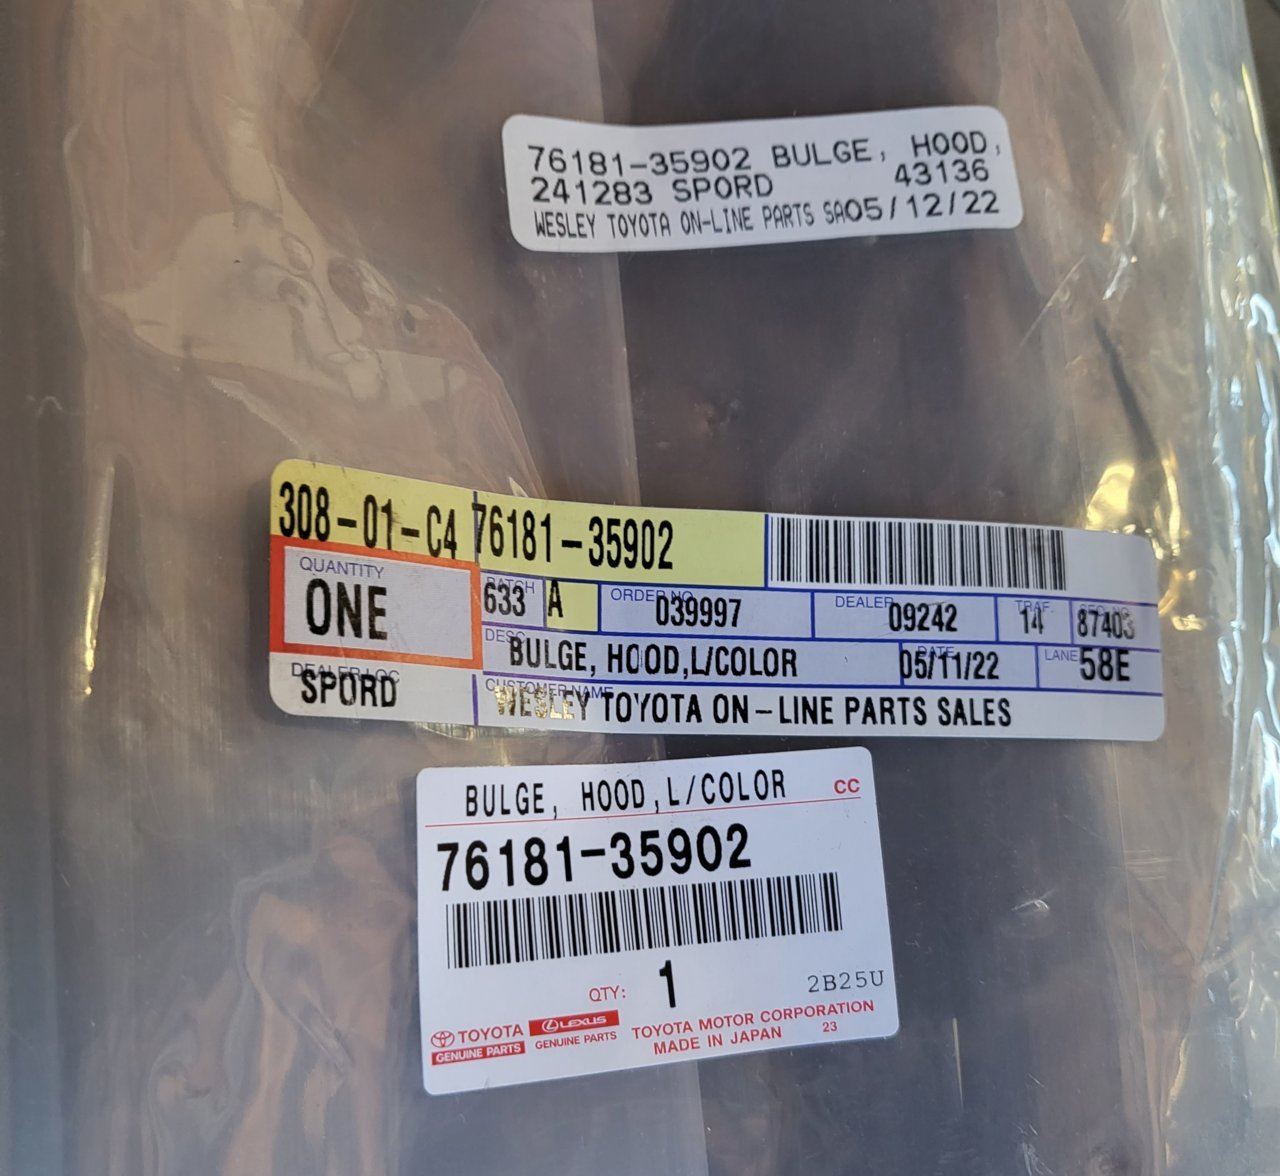 76181-35902 BULGE, HOOD,
241283 SPORD 43136
WESLEY TOYOTA ON-LINE PARTS SA05/12/22
308-01-C4 76181-35902
QUANTITY
ONE
BATCH
633 A
ORDER NO.
039997
DEALER
09242
TRAF.
14
SEQ. NO.
87403
DESC.
BULGE, HOOD,L/COLOR
DATE
05/11/22
LANE
58E
DEALER LOC
SPORD
CUSTOMER NAME
WESLEY TOYOTA ON-LINE PARTS SALES
BULGE, HOOD,L/COLOR CC
76181-35902
QTY: 1
2B25U
TOYOTA
GENUINE PARTS
LEXUS
GENUINE PARTS
TOYOTA MOTOR CORPORATION
MADE IN JAPAN 23